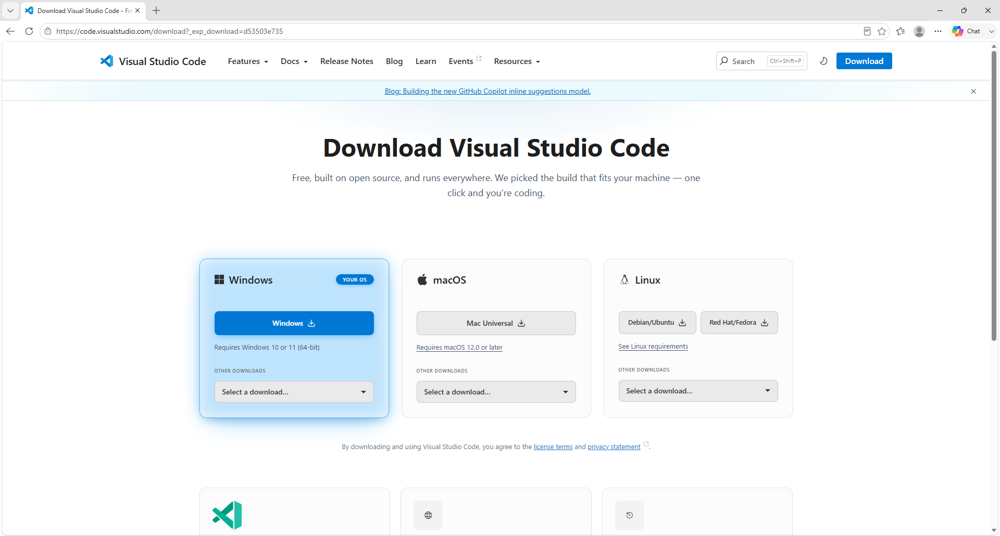 Download Visual Studio Code - Fre
https://code.visualstudio.com/download?_exp_download=d53503e735
Chat
Visual Studio Code
Features
Docs
Release Notes
Blog
Learn
Events
Resources
Search
Ctrl+Shift+P
Download
Blog: Building the new GitHub Copilot inline suggestions model.
Download Visual Studio Code
Free, built on open source, and runs everywhere. We picked the build that fits your machine — one
click and you’re coding.
Windows
YOUR OS
Windows
Requires Windows 10 or 11 (64-bit)
OTHER DOWNLOADS
Select a download...
macOS
Mac Universal
Requires macOS 12.0 or later
OTHER DOWNLOADS
Select a download...
Linux
Debian/Ubuntu
Red Hat/Fedora
See Linux requirements
OTHER DOWNLOADS
Select a download...
By downloading and using Visual Studio Code, you agree to the license terms and privacy statement.